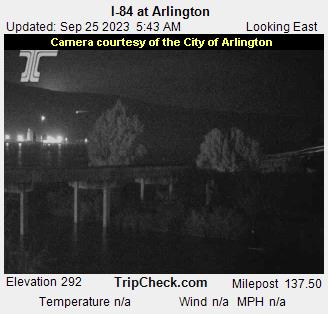 I-84 at Arlington
Updated: Sep 25 2023 5:43 AM Looking East
Camera courtesy of the City of Arlington
Elevation 292 TripCheck.com Milepost 137.50
Temperature n/a Wind n/a MPH n/a